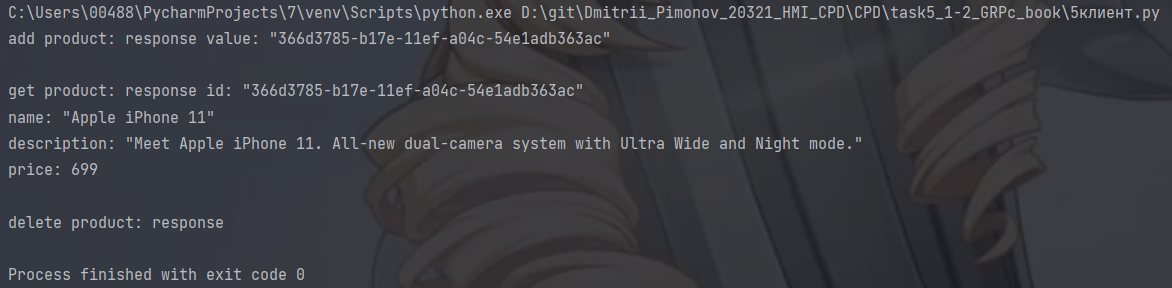 C:\Users\00488\PycharmProjects\7\venv\Scripts\python.exe D:\git\Dmitrii_Pimonov_20321_HMI_CPD\CPD\task5_1-2_GRPc_book\5клиент.py
add product: response value: "366d3785-b17e-11ef-a04c-54e1adb363ac"
get product: response id: "366d3785-b17e-11ef-a04c-54e1adb363ac"
name: "Apple iPhone 11"
description: "Meet Apple iPhone 11. All-new dual-camera system with Ultra Wide and Night mode."
price: 699
delete product: response
Process finished with exit code 0